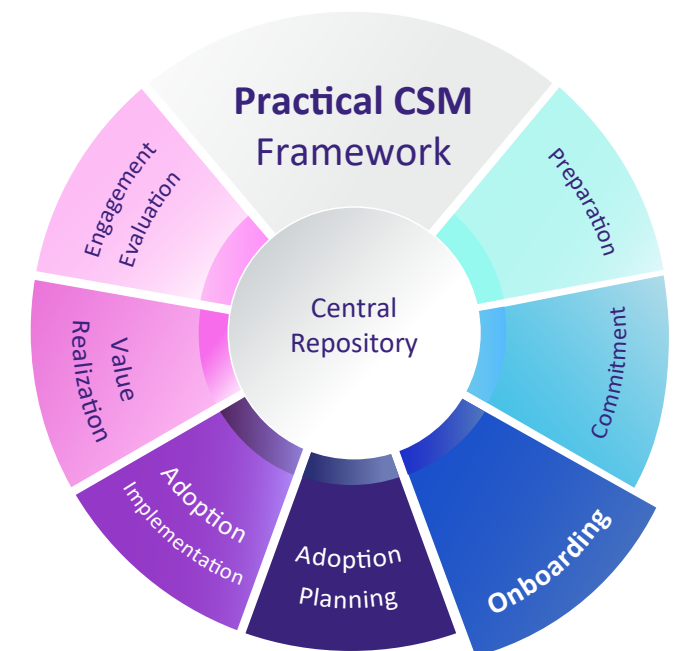 Practical CSM
Framework
Preparation
Commitment
Onboarding
Adoption
Planning
Adoption
Implementation
Value
Realization
Engagement
Evaluation
Central
Repository